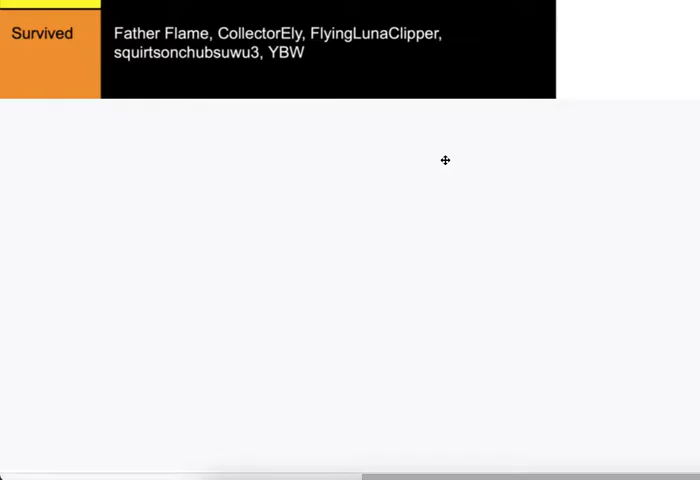 Survived
Father Flame, CollectorEly, FlyingLunaClipper,
squirtsonchubsuwu3, YBW